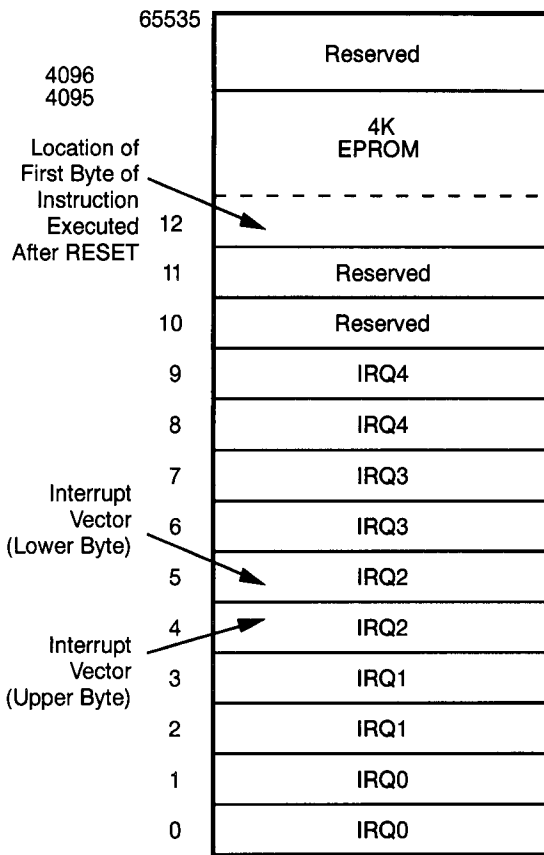 65535
Reserved
4096
4095
4K
EPROM
Location of
First Byte of
Instruction
Executed
After RESET
12
11
Reserved
10
Reserved
9
IRQ4
8
IRQ4
7
IRQ3
Interrupt
Vector
(Lower Byte)
6
IRQ3
5
IRQ2
4
IRQ2
Interrupt
Vector
(Upper Byte)
3
IRQ1
2
IRQ1
1
IRQ0
0
IRQ0